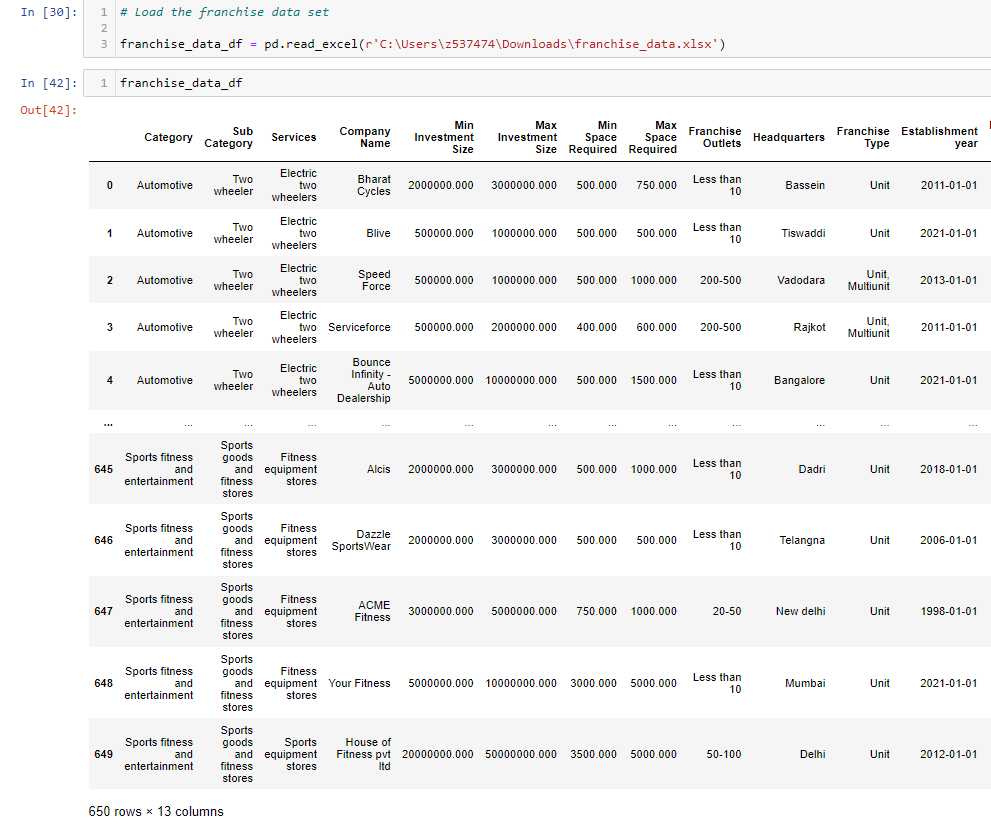 In [30]: 1 # Load the franchise data set
2
3 franchise_data_df = pd.read_excel(r'C:\Users\z537474\Downloads\franchise_data.xlsx')
In [42]: 1 franchise_data_df
Out[42]:
Category Sub Category Services Company Name Min Investment Size Max Investment Size Min Space Required Max Space Required Franchise Outlets Headquarters Franchise Type Establishment year
0 Automotive Two wheeler Electric two wheelers Bharat Cycles 2000000.000 3000000.000 500.000 750.000 Less than 10 Bassein Unit 2011-01-01
1 Automotive Two wheeler Electric two wheelers Blive 500000.000 1000000.000 500.000 500.000 Less than 10 Tiswaddi Unit 2021-01-01
2 Automotive Two wheeler Electric two wheelers Speed Force 500000.000 1000000.000 500.000 1000.000 200-500 Vadodara Unit, Multiunit 2013-01-01
3 Automotive Two wheeler Electric two wheelers Serviceforce 500000.000 2000000.000 400.000 600.000 200-500 Rajkot Unit, Multiunit 2011-01-01
4 Automotive Two wheeler Electric two wheelers Bounce Infinity - Auto Dealership 5000000.000 10000000.000 500.000 1500.000 Less than 10 Bangalore Unit 2021-01-01
... ... ... ... ... ... ... ... ... ... ... ... ...
645 Sports fitness and entertainment Sports goods and fitness stores Fitness equipment stores Alcis 2000000.000 3000000.000 500.000 1000.000 Less than 10 Dadri Unit 2018-01-01
646 Sports fitness and entertainment Sports goods and fitness stores Fitness equipment stores Dazzle SportsWear 2000000.000 3000000.000 500.000 500.000 Less than 10 Telangna Unit 2006-01-01
647 Sports fitness and entertainment Sports goods and fitness stores Fitness equipment stores ACME Fitness 3000000.000 5000000.000 750.000 1000.000 20-50 New delhi Unit 1998-01-01
648 Sports fitness and entertainment Sports goods and fitness stores Fitness equipment stores Your Fitness 5000000.000 10000000.000 3000.000 5000.000 Less than 10 Mumbai Unit 2021-01-01
649 Sports fitness and entertainment Sports goods and fitness stores Sports equipment stores House of Fitness pvt ltd 20000000.000 50000000.000 3500.000 5000.000 50-100 Delhi Unit 2012-01-01
650 rows × 13 columns